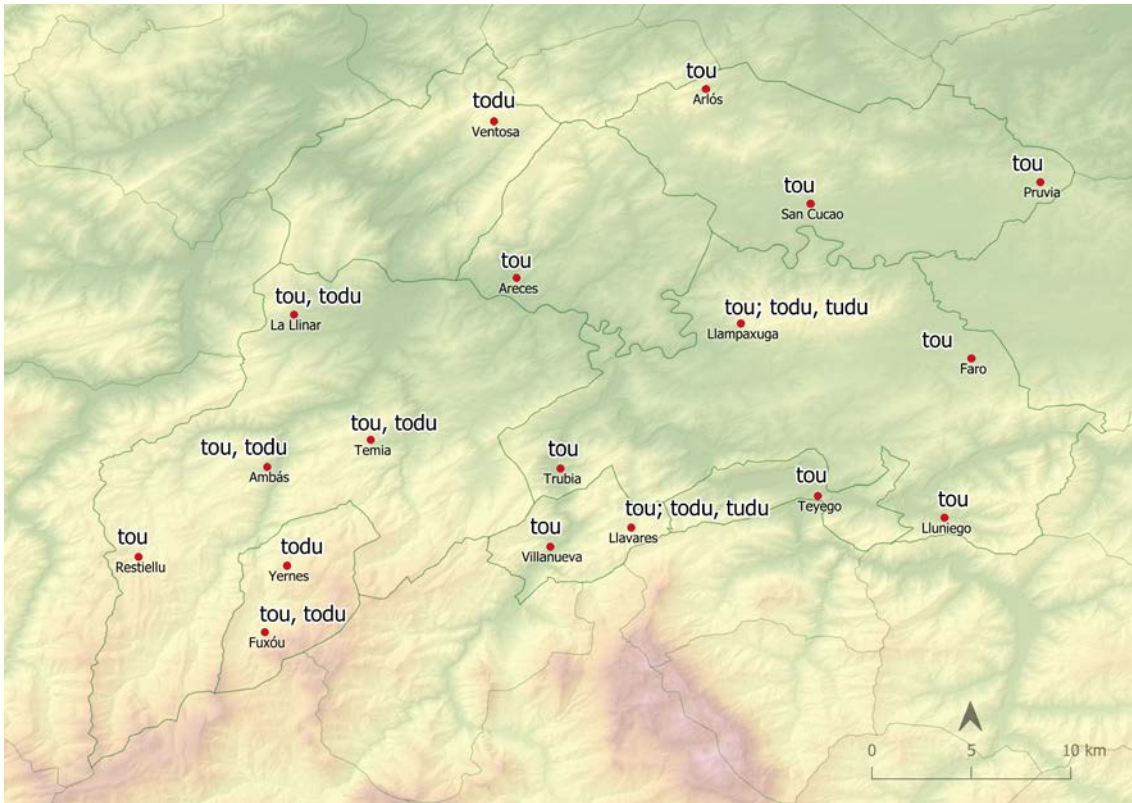 tou
Arlós
todu
Ventosa
tou
Pruvia
tou
San Cucao
tou
Areces
tou, todu
La Llinar
tou; todu, tudu
Llampaxuga
tou
Faro
tou, todu
Temia
tou, todu
Ambás
tou
Trubia
tou
Teyego
tou
Lluniego
tou; todu, tudu
Llavares
tou
Villanueva
tou
Restiellu
todu
Yernes
tou, todu
Fuxóu
0 5 10 km